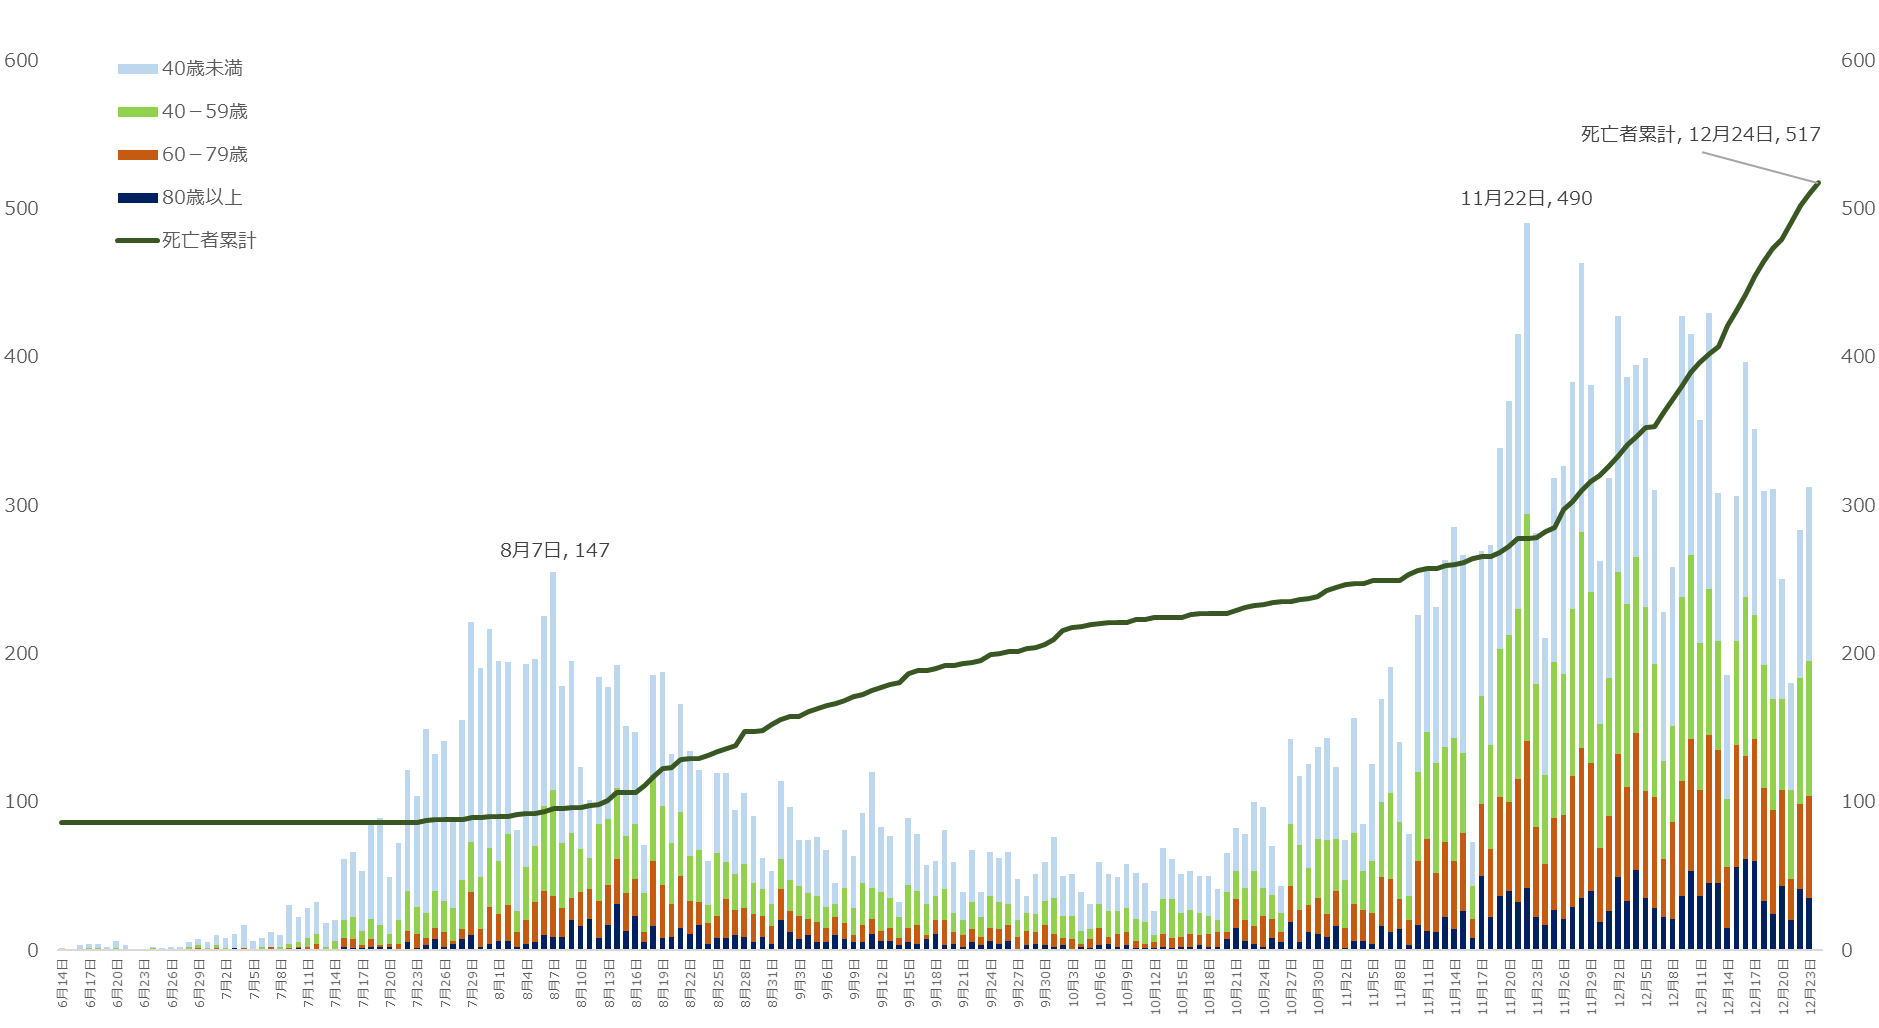 600
500
400
300
200
100
0
40歳未満
40－59歳
60－79歳
80歳以上
死亡者累計
8月7日, 147
11月22日, 490
死亡者累計, 12月24日, 517
600
500
400
300
200
100
0
6月14日
6月17日
6月20日
6月23日
6月26日
6月29日
7月2日
7月5日
7月8日
7月11日
7月14日
7月17日
7月20日
7月23日
7月26日
7月29日
8月1日
8月4日
8月7日
8月10日
8月13日
8月16日
8月19日
8月22日
8月25日
8月28日
8月31日
9月3日
9月6日
9月9日
9月12日
9月15日
9月18日
9月21日
9月24日
9月27日
9月30日
10月3日
10月6日
10月9日
10月12日
10月15日
10月18日
10月21日
10月24日
10月27日
10月30日
11月2日
11月5日
11月8日
11月11日
11月14日
11月17日
11月20日
11月23日
11月26日
11月29日
12月2日
12月5日
12月8日
12月11日
12月14日
12月17日
12月20日
12月23日